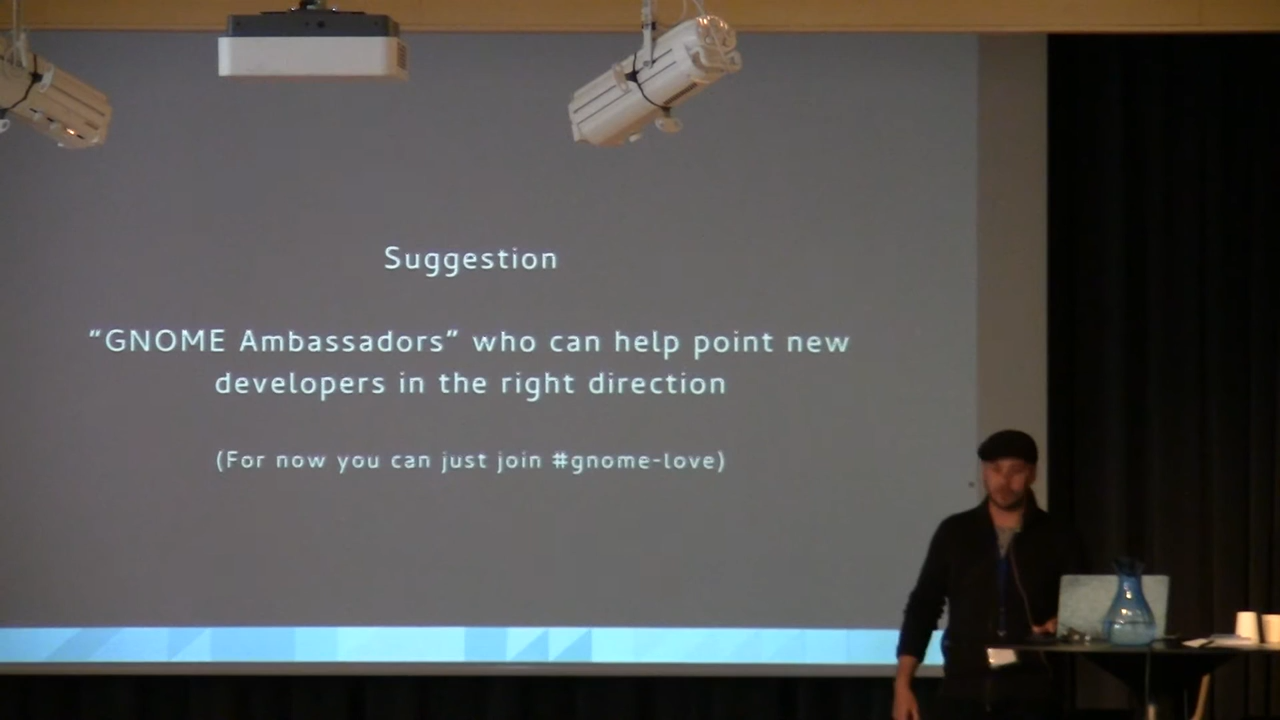 Suggestion
“GNOME Ambassadors” who can help point new
developers in the right direction
(For now you can just join #gnome-love)